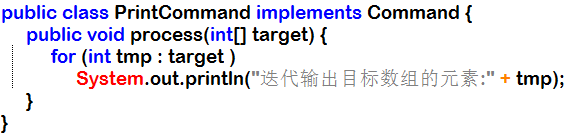 public class PrintCommand implements Command {
public void process(int[] target) {
for (int tmp : target )
System.out.println("迭代输出目标数组的元素:" + tmp);
}
}